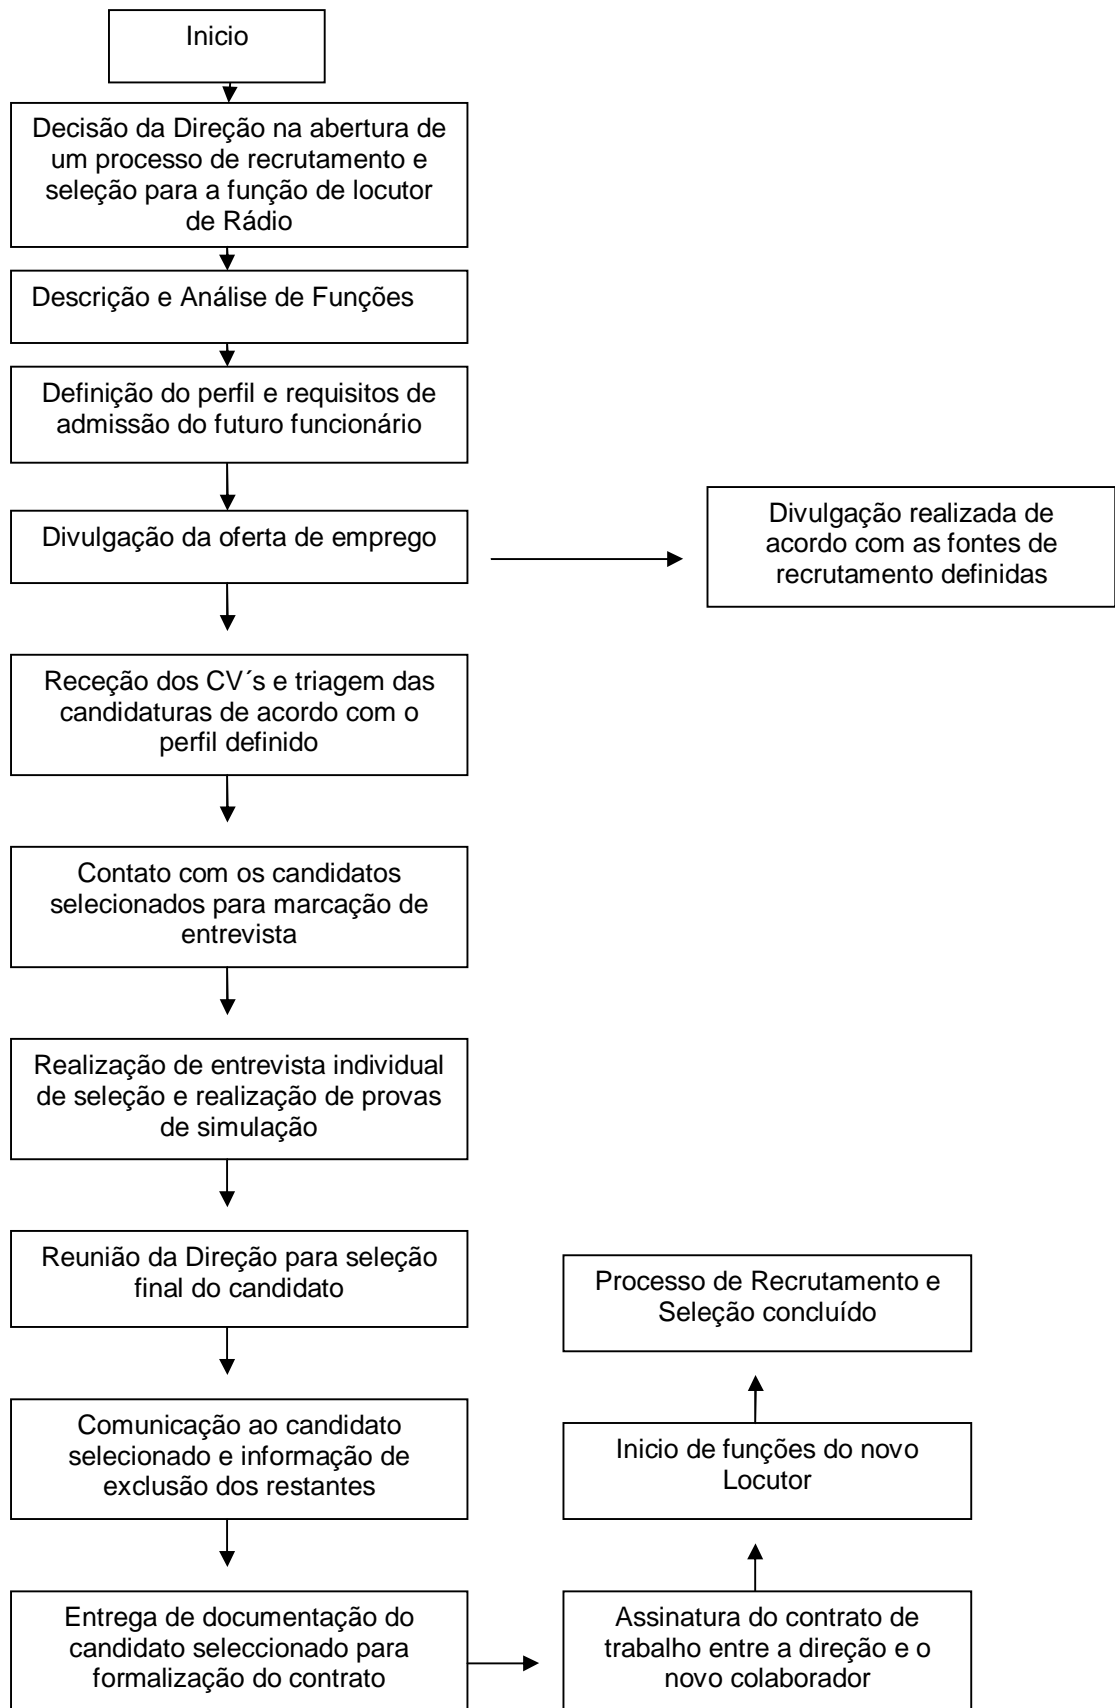 Inicio
Decisão da Direção na abertura de
um processo de recrutamento e
seleção para a função de locutor
de Rádio
Descrição e Análise de Funções
Definição do perfil e requisitos de
admissão do futuro funcionário
Divulgação da oferta de emprego
Divulgação realizada de
acordo com as fontes de
recrutamento definidas
Receção dos CV´s e triagem das
candidaturas de acordo com o
perfil definido
Contato com os candidatos
selecionados para marcação de
entrevista
Realização de entrevista individual
de seleção e realização de provas
de simulação
Reunião da Direção para seleção
final do candidato
Comunicação ao candidato
selecionado e informação de
exclusão dos restantes
Entrega de documentação do
candidato seleccionado para
formalização do contrato
Assinatura do contrato de
trabalho entre a direção e o
novo colaborador
Inicio de funções do novo
Locutor
Processo de Recrutamento e
Seleção concluído